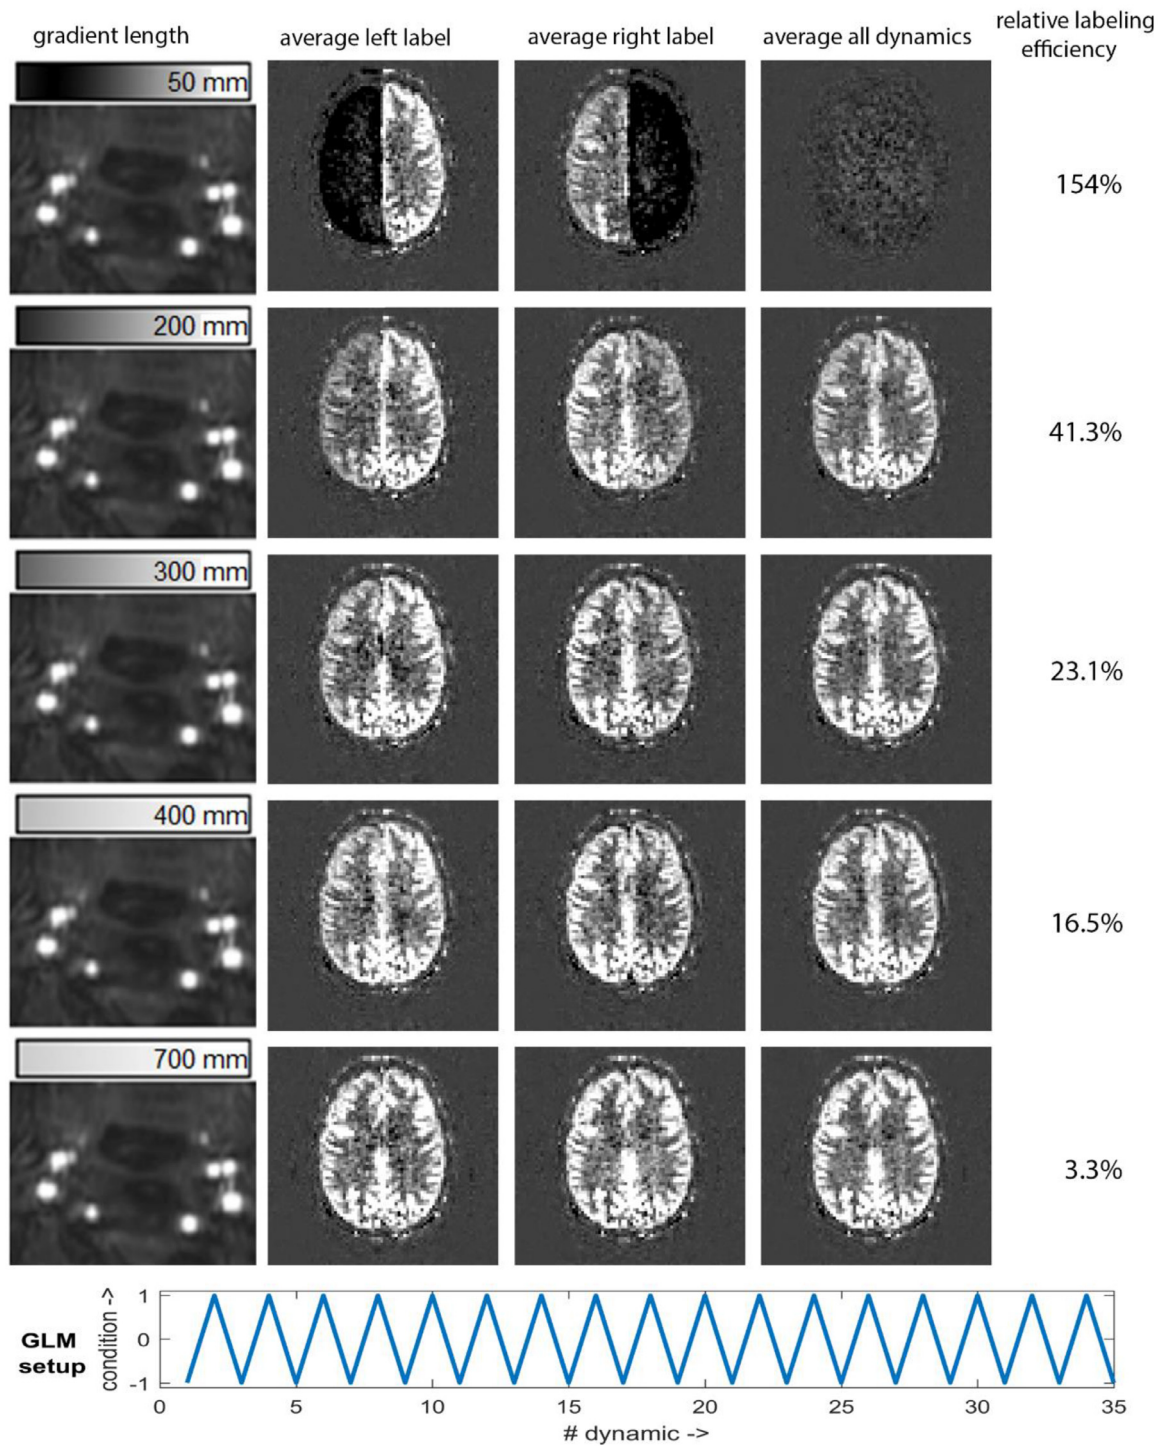 gradient length
average left label
average right label
average all dynamics
relative labeling
efficiency
50 mm
154%
200 mm
41.3%
300 mm
23.1%
400 mm
16.5%
700 mm
3.3%
GLM
setup
condition ->
1
0
-1
0
5
10
15
20
25
30
35
# dynamic ->